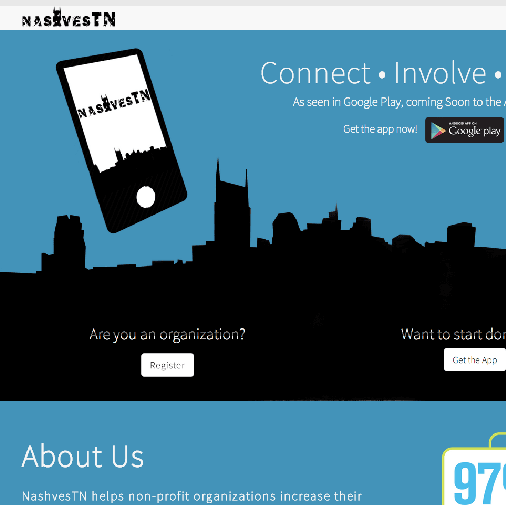 NASHVESTN
NASHVESTN
Connect • Involve •
As seen in Google Play, coming Soon to the
Get the app now!
ANDROID APP ON
Google play
Are you an organization?
Want to start
Register
Get the App
About Us
NashvesTN helps non-profit organizations increase their